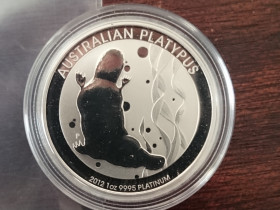 AUSTRALIAN PLATYPUS
2012 1oz 9995 PLATINUM